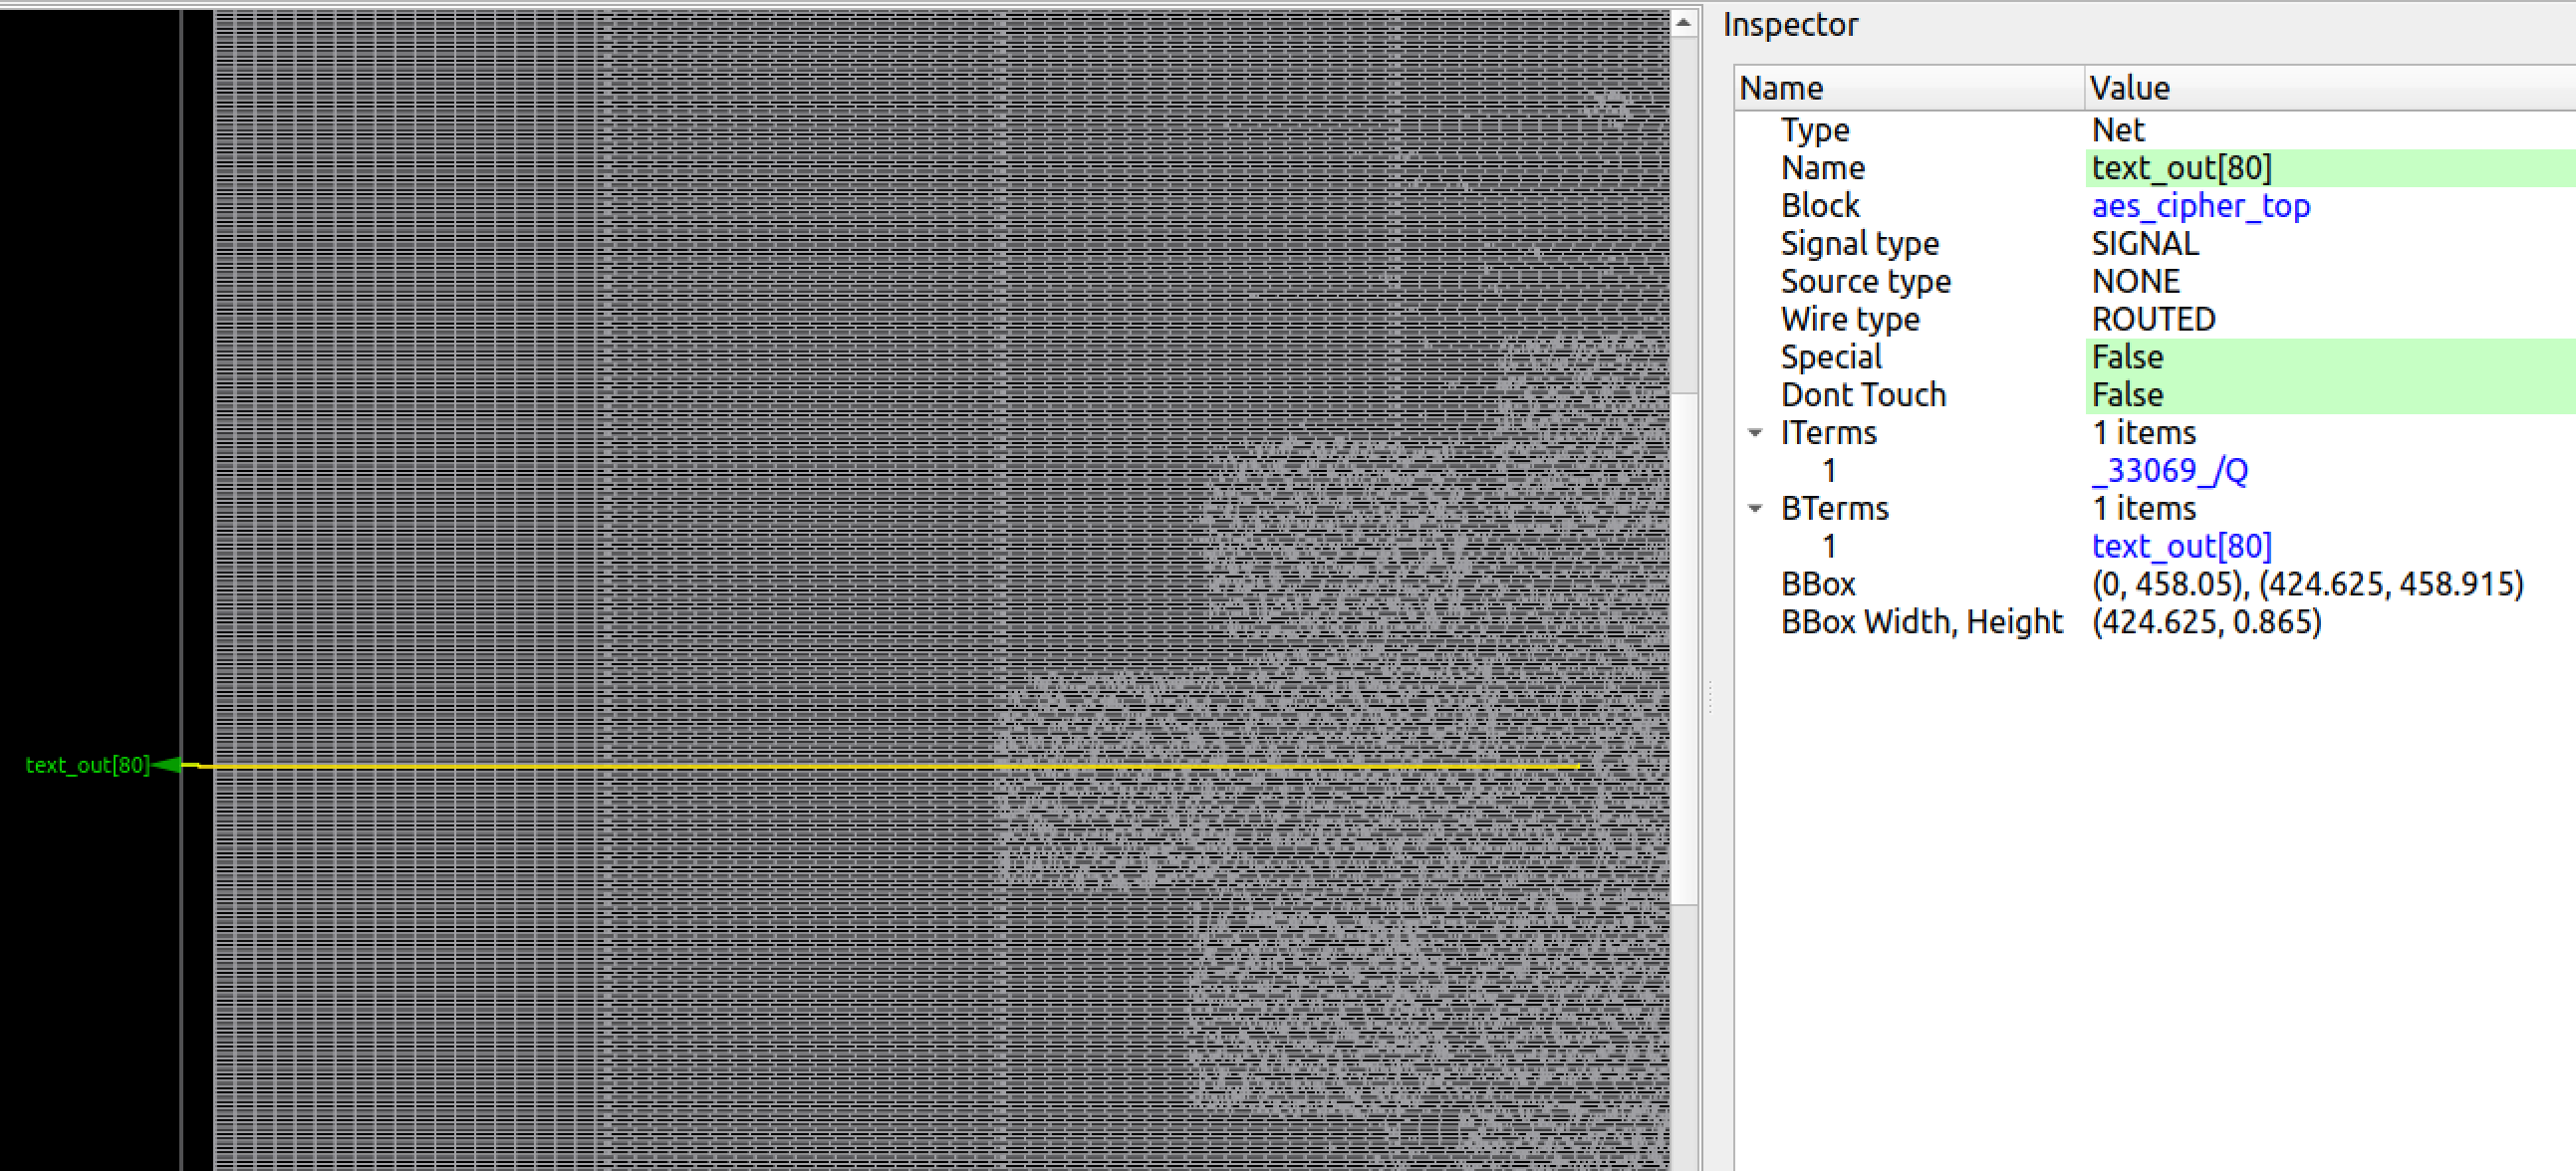 Inspector
Name Value
Type Net
Name text_out[80]
Block aes_cipher_top
Signal type SIGNAL
Source type NONE
Wire type ROUTED
Special False
Dont Touch False
ITerms 1 items
1 _33069_/Q
BTerms 1 items
1 text_out[80]
BBox (0, 458.05), (424.625, 458.915)
BBox Width, Height (424.625, 0.865)
text_out[80]